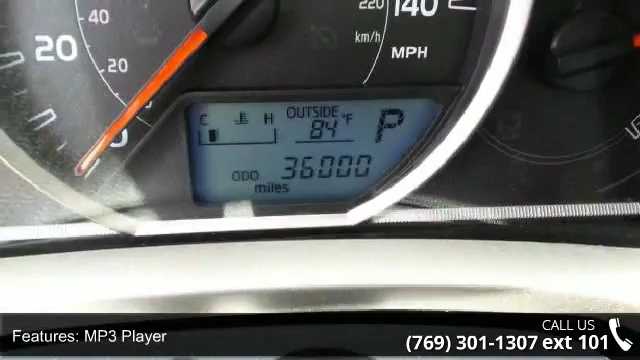 220 140
40
20
km/h
MPH
20
0
C H OUTSIDE
84°F P
ODO 36000
miles
Features: MP3 Player
CALL US
(769) 301-1307 ext 101